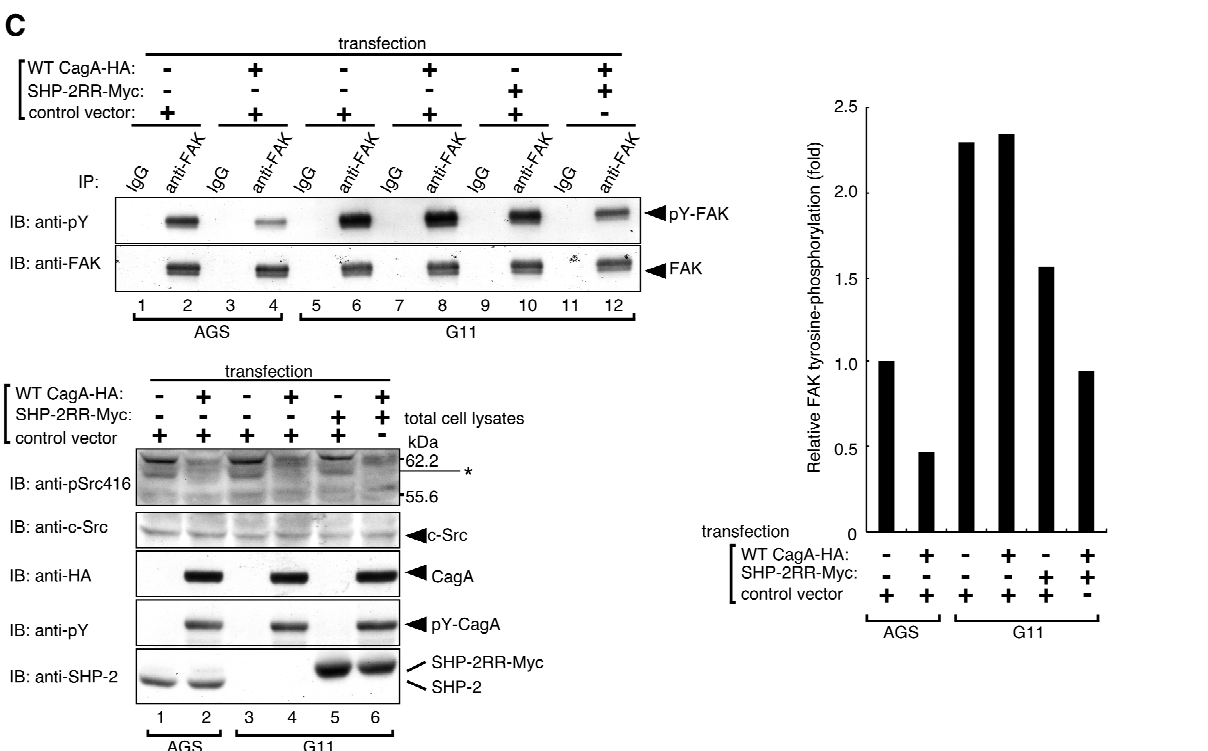 C
transfection
WT CagA-HA: - + - + - +
SHP-2RR-Myc: - - - - + +
control vector: + + + + + -
IP: IgG anti-FAK IgG anti-FAK IgG anti-FAK IgG anti-FAK IgG anti-FAK IgG anti-FAK
IB: anti-pY pY-FAK
IB: anti-FAK FAK
1 2 3 4 5 6 7 8 9 10 11 12
AGS G11
transfection
WT CagA-HA: - + - + - +
SHP-2RR-Myc: - - - - + + total cell lysates
control vector + + + + + - kDa
62.2
*
IB: anti-pSrc416
55.6
IB: anti-c-Src c-Src
IB: anti-HA CagA
IB: anti-pY pY-CagA
IB: anti-SHP-2 SHP-2RR-Myc
SHP-2
1 2 3 4 5 6
AGS G11
Relative FAK tyrosine-phosphorylation (fold)
2.5
2.0
1.5
1.0
0.5
0
transfection
WT CagA-HA: - + - + - +
SHP-2RR-Myc: - - - - + +
control vector + + + + + -
AGS G11